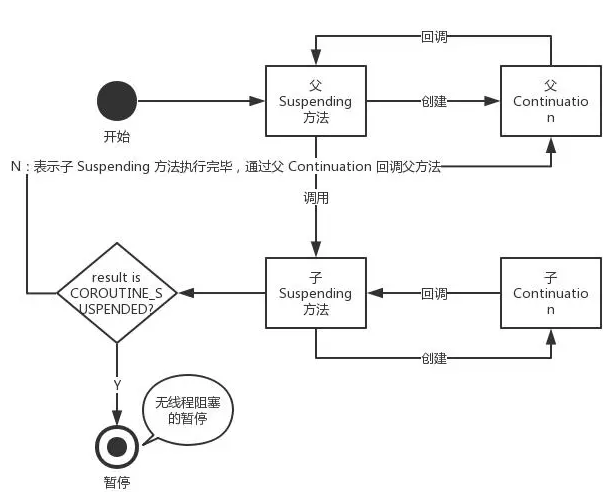 回调
父
Suspending
方法
创建
父
Continuatio
n
开始
N：表示子 Suspending 方法执行完毕，通过父 Continuation 回调父方法
调用
result is
COROUTINE_S
USPENDED?
子
Suspending
方法
回调
子
Continuatio
n
创建
Y
无线程阻塞
的暂停
暂停